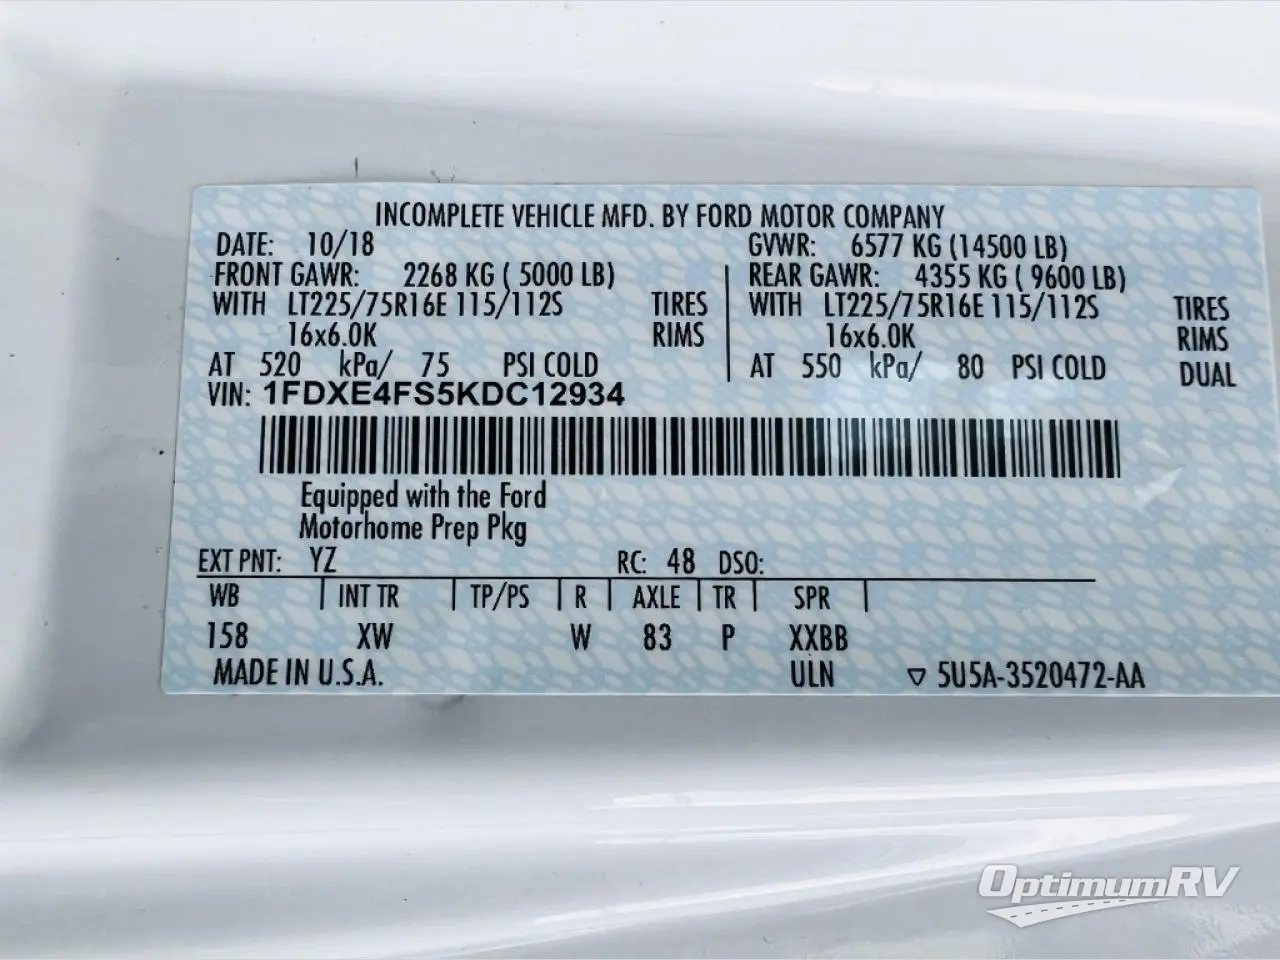 INCOMPLETE VEHICLE MFD. BY FORD MOTOR COMPANY
DATE: 10/18 GVWR: 6577 KG (14500 LB)
FRONT GAWR: 2268 KG ( 5000 LB) REAR GAWR: 4355 KG ( 9600 LB)
WITH LT225/75R16E 115/112S TIRES WITH LT225/75R16E 115/112S TIRES
16x6.0K RIMS 16x6.0K RIMS
AT 520 kPa/ 75 PSI COLD AT 550 kPa/ 80 PSI COLD DUAL
VIN: 1FDXE4FS5KDC12934
Equipped with the Ford
Motorhome Prep Pkg
EXT PNT: YZ RC: 48 DSO:
WB INT TR TP/PS R AXLE TR SPR
158 XW W 83 P XXBB
MADE IN U.S.A. ULN 5U5A-3520472-AA
OptimumRV